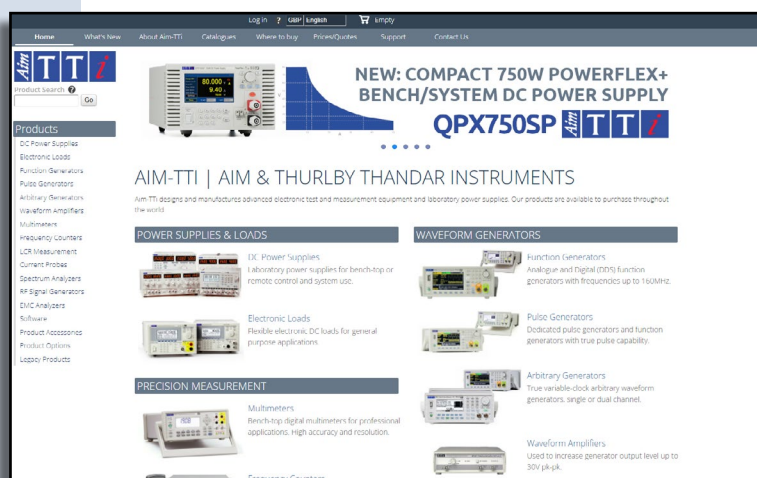 Log in ? GBP English Empty
Home What's New About Aim-TTi Catalogues Where to buy Prices/Quotes Support Contact Us
Aim TTi
Product Search ?
Go
NEW: COMPACT 750W POWERFLEX+
BENCH/SYSTEM DC POWER SUPPLY
QPX750SP Aim TTi
80.000
9.40
Products
DC Power Supplies
Electronic Loads
Function Generators
Pulse Generators
Arbitrary Generators
Waveform Amplifiers
Multimeters
Frequency Counters
LCR Measurement
Current Probes
Spectrum Analyzers
RF Signal Generators
EMC Analyzers
Software
Product Accessories
Product Options
Legacy Products
AIM-TTI | AIM & THURLBY THANDAR INSTRUMENTS
Aim-TTi designs and manufactures advanced electronic test and measurement equipment and laboratory power supplies. Our products are available to purchase throughout
the world
POWER SUPPLIES & LOADS
DC Power Supplies
Laboratory power supplies for bench-top or
remote control and system use.
Electronic Loads
Flexible electronic DC loads for general
purpose applications.
PRECISION MEASUREMENT
Multimeters
Bench-top digital multimeters for professional
applications. High accuracy and resolution.
Frequency Counters
WAVEFORM GENERATORS
Function Generators
Analogue and Digital (DDS) function
generators with frequencies up to 160MHz.
Pulse Generators
Dedicated pulse generators and function
generators with true pulse capability.
Arbitrary Generators
True variable-clock arbitrary waveform
generators, single or dual channel.
Waveform Amplifiers
Used to increase generator output level up to
30V pk-pk.